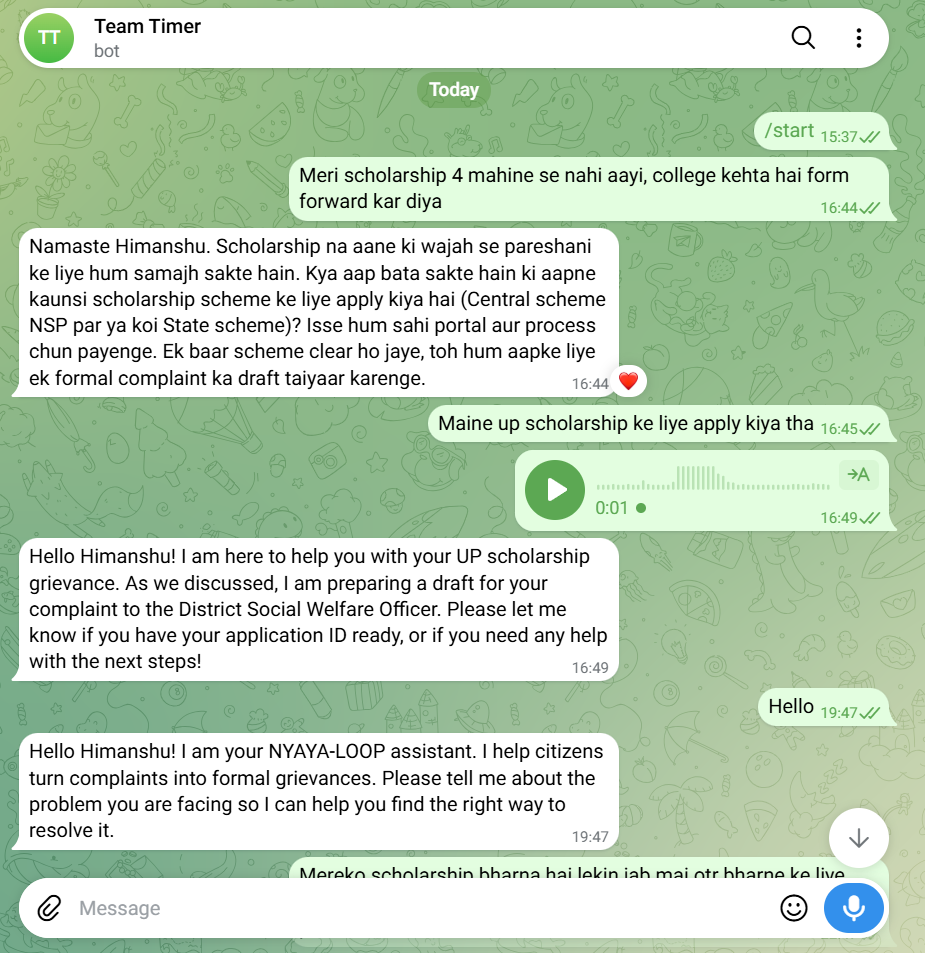 TT
Team Timer
bot
Today
/start 15:37
Meri scholarship 4 mahine se nahi aayi, college kehta hai form
forward kar diya
16:44
Namaste Himanshu. Scholarship na aane ki wajah se pareshani
ke liye hum samajh sakte hain. Kya aap bata sakte hain ki aapne
kaunsi scholarship scheme ke liye apply kiya hai (Central scheme
NSP par ya koi State scheme)? Isse hum sahi portal aur process
chun payenge. Ek baar scheme clear ho jaye, toh hum aapke liye
ek formal complaint ka draft taiyaar karenge.
16:44
Maine up scholarship ke liye apply kiya tha 16:45
→A
0:01
16:49
Hello Himanshu! I am here to help you with your UP scholarship
grievance. As we discussed, I am preparing a draft for your
complaint to the District Social Welfare Officer. Please let me
know if you have your application ID ready, or if you need any help
with the next steps!
16:49
Hello 19:47
Hello Himanshu! I am your NYAYA-LOOP assistant. I help citizens
turn complaints into formal grievances. Please tell me about the
problem you are facing so I can help you find the right way to
resolve it.
19:47
Mereko scholarship bharna hai lekin jab mai otr bharne ke liye
Message